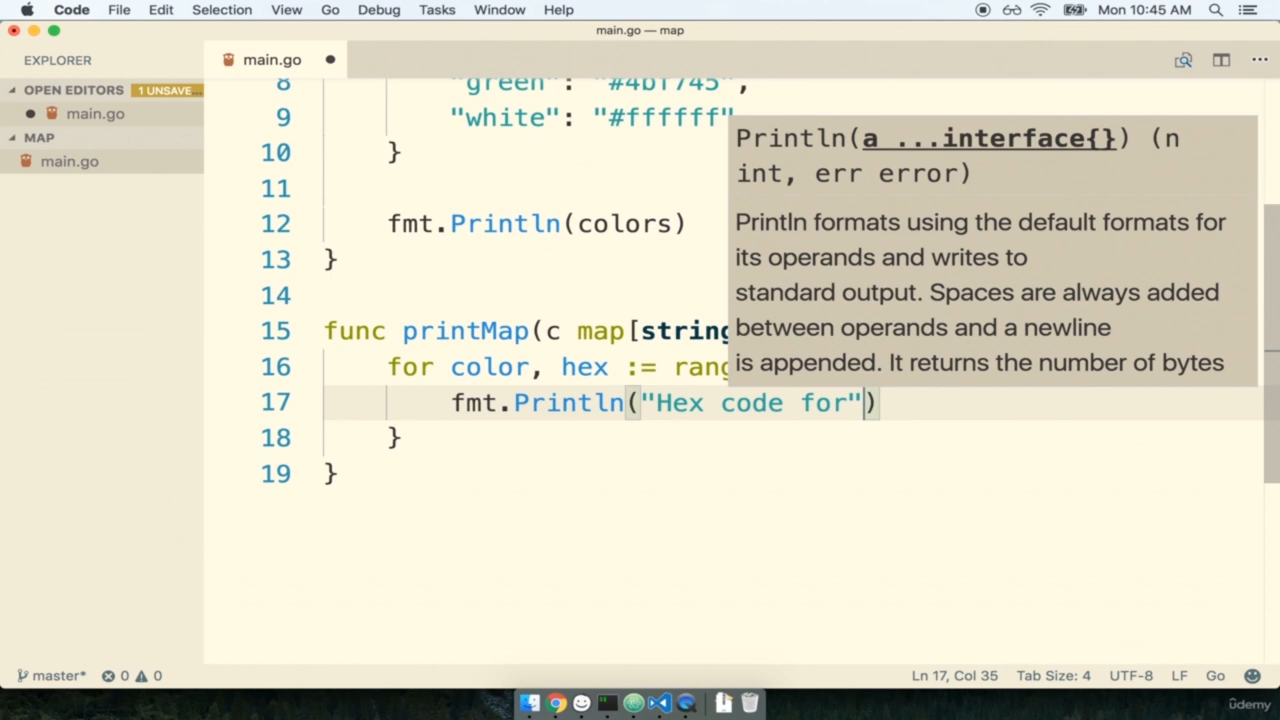 Code File Edit Selection View Go Debug Tasks Window Help Mon 10:45 AM
main.go — map
EXPLORER
main.go
OPEN EDITORS 1 UNSAVE...
main.go
MAP
main.go
8 "green": "#4bf745",
9 "white": "#ffffff"
10 }
11
12 fmt.Println(colors)
13 }
14
15 func printMap(c map[string
16 for color, hex := rang
17 fmt.Println("Hex code for")
18 }
19 }
Println(a ...interface{}) (n
int, err error)
Println formats using the default formats for
its operands and writes to
standard output. Spaces are always added
between operands and a newline
is appended. It returns the number of bytes
master* 0 0 Ln 17, Col 35 Tab Size: 4 UTF-8 LF Go
ûdemy